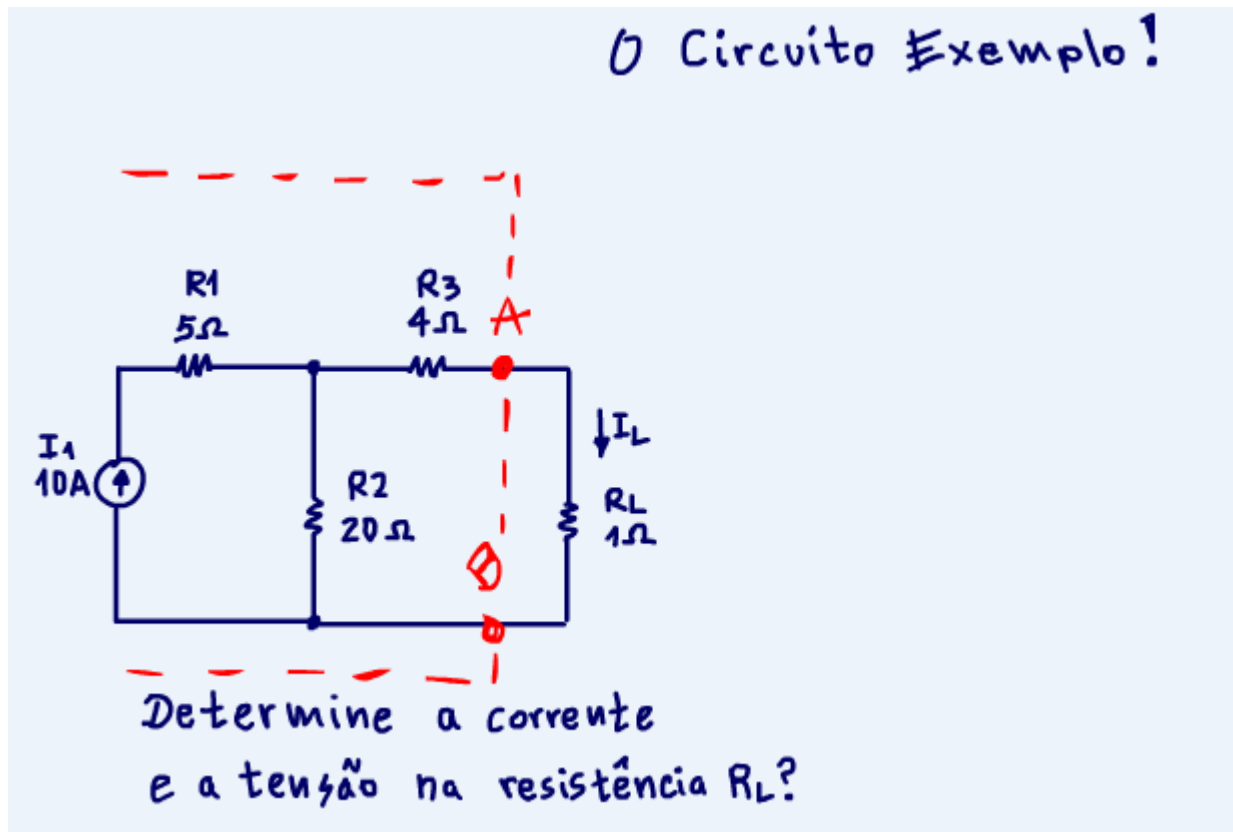 O Circuito Exemplo!
R1
5Ω
R3
4Ω
A
I1
10A
R2
20Ω
IL
RL
1Ω
B
Determine a corrente
e a tensão na resistência RL?